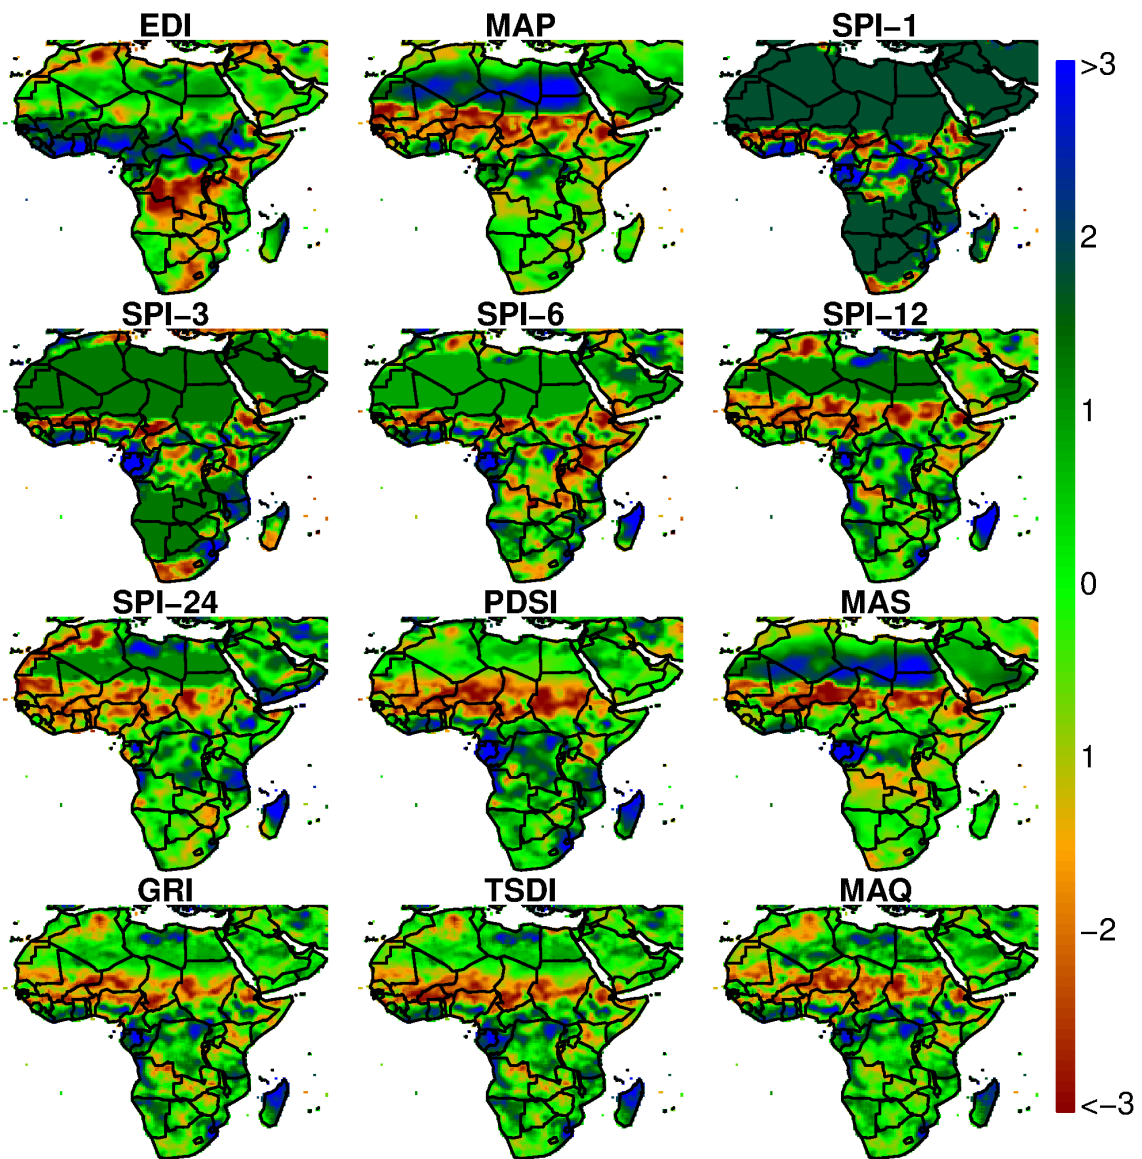 EDI
MAP
SPI-1
SPI-3
SPI-6
SPI-12
SPI-24
PDSI
MAS
GRI
TSDI
MAQ
>3
2
1
0
1
-2
<-3